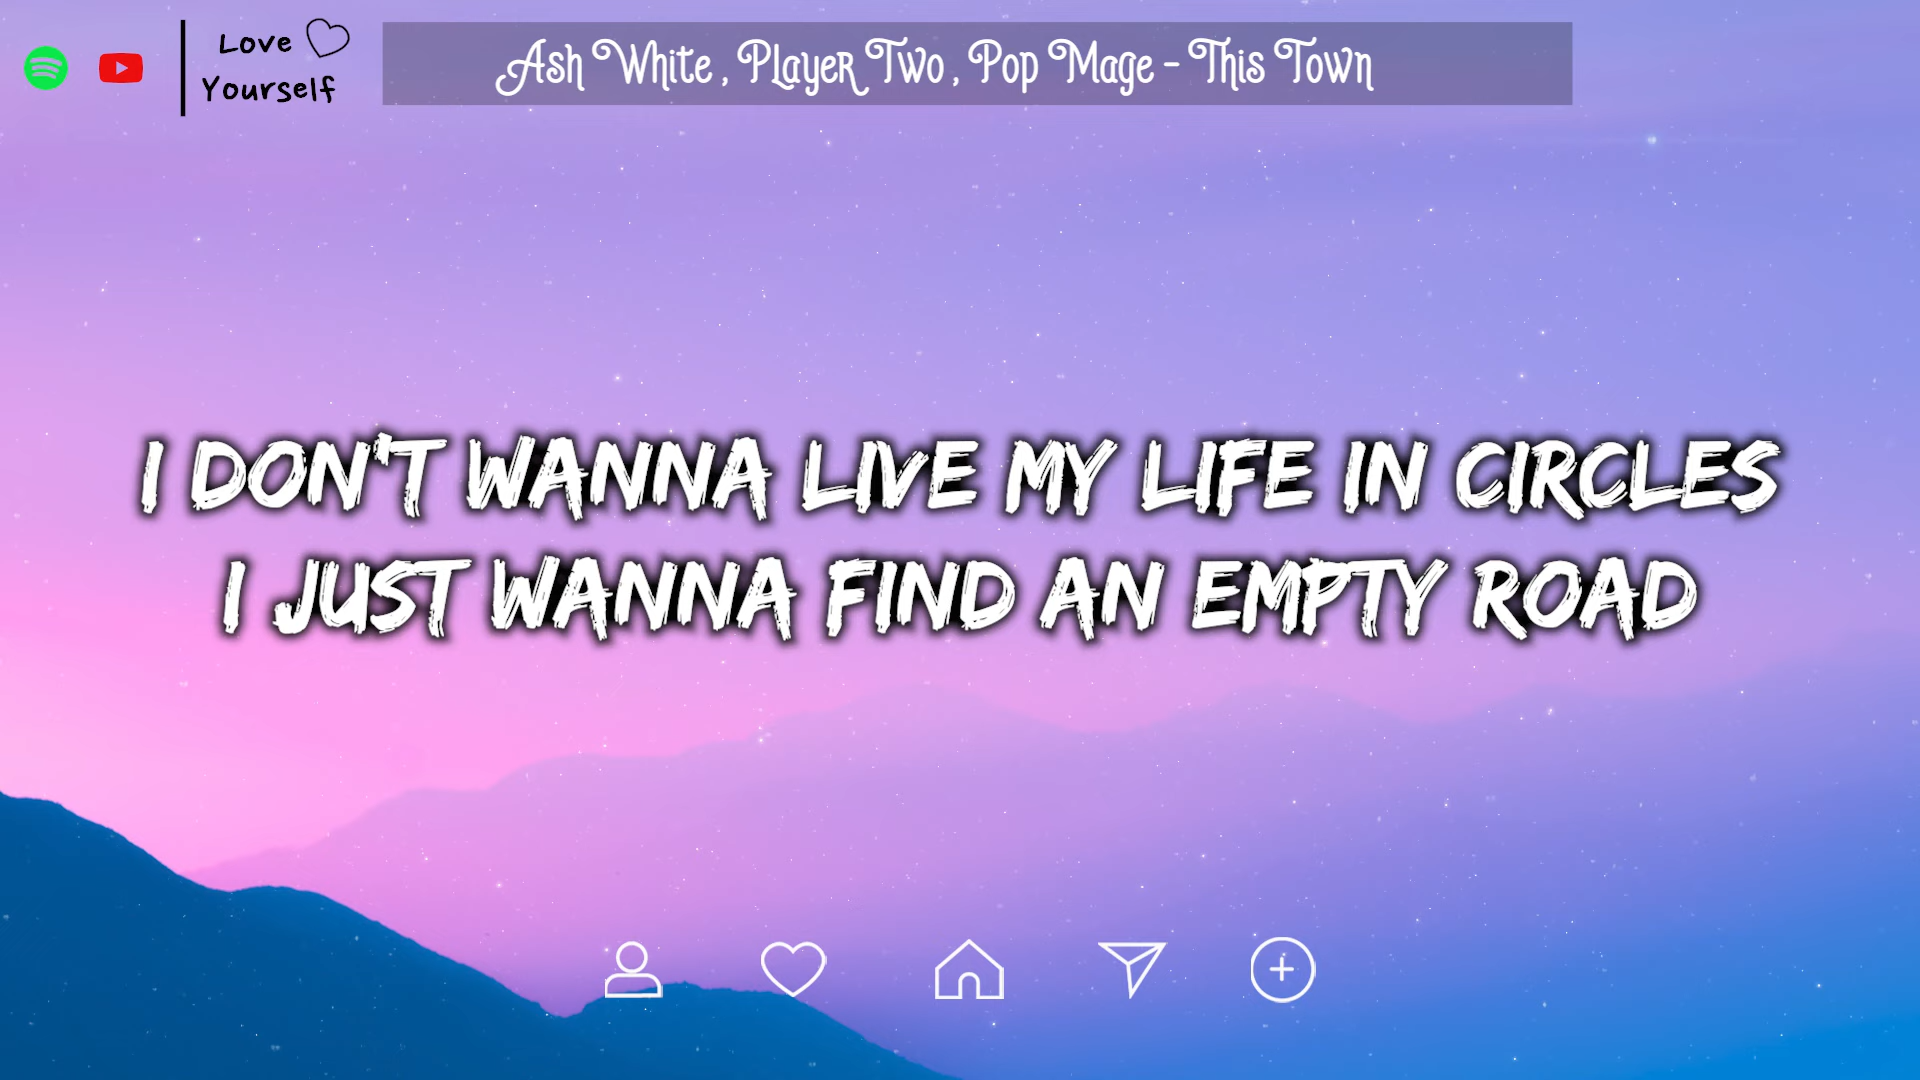 Love
Yourself
Ash White , Player Two , Pop Mage - This Town
I DON'T WANNA LIVE MY LIFE IN CIRCLES
I JUST WANNA FIND AN EMPTY ROAD